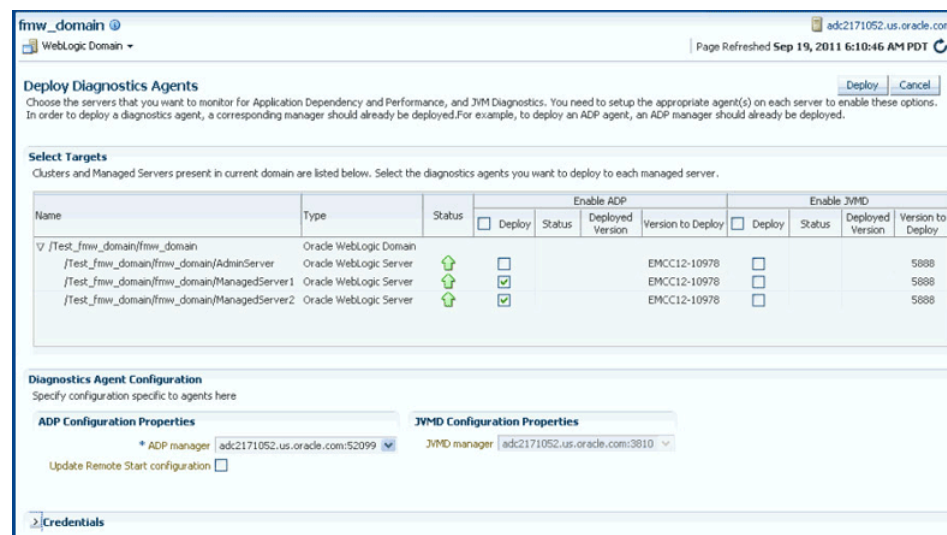 fmw_domain
adc2171052.us.oracle.com
WebLogic Domain
Page Refreshed Sep 19, 2011 6:10:46 AM PDT
Deploy Diagnostics Agents
Deploy Cancel
Choose the servers that you want to monitor for Application Dependency and Performance, and JVM Diagnostics. You need to setup the appropriate agent(s) on each server to enable these options.
In order to deploy a diagnostics agent, a corresponding manager should already be deployed.For example, to deploy an ADP agent, an ADP manager should already be deployed.
Select Targets
Clusters and Managed Servers present in current domain are listed below. Select the diagnostics agents you want to deploy to each managed server.
Enable ADP Enable JVMD
Name Type Status Deploy Status Deployed Version Version to Deploy Deploy Status Deployed Version Version to Deploy
/Test_fmw_domain/fmw_domain Oracle WebLogic Domain
/Test_fmw_domain/fmw_domain/AdminServer Oracle WebLogic Server EMCC12-10978 5888
/Test_fmw_domain/fmw_domain/ManagedServer1 Oracle WebLogic Server EMCC12-10978 5888
/Test_fmw_domain/fmw_domain/ManagedServer2 Oracle WebLogic Server EMCC12-10978 5888
Diagnostics Agent Configuration
Specify configuration specific to agents here
ADP Configuration Properties JVMD Configuration Properties
* ADP manager adc2171052.us.oracle.com:52099 JVMD manager adc2171052.us.oracle.com:3810
Update Remote Start configuration
Credentials